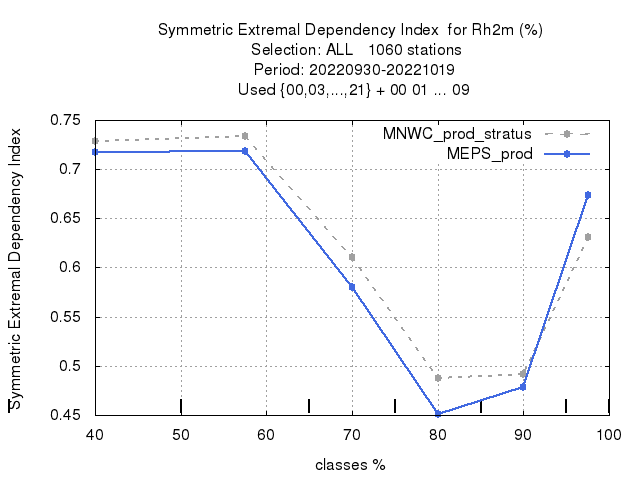 Symmetric Extremal Dependency Index  for Rh2m (%)
Selection: ALL   1060 stations
Period: 20220930-20221019
Used {00,03,...,21} + 00 01 ... 09
Symmetric Extremal Dependency Index
0.75
0.7
0.65
0.6
0.55
0.5
0.45
MNWC_prod_stratus
MEPS_prod
40 50 60 70 80 90 100
classes %